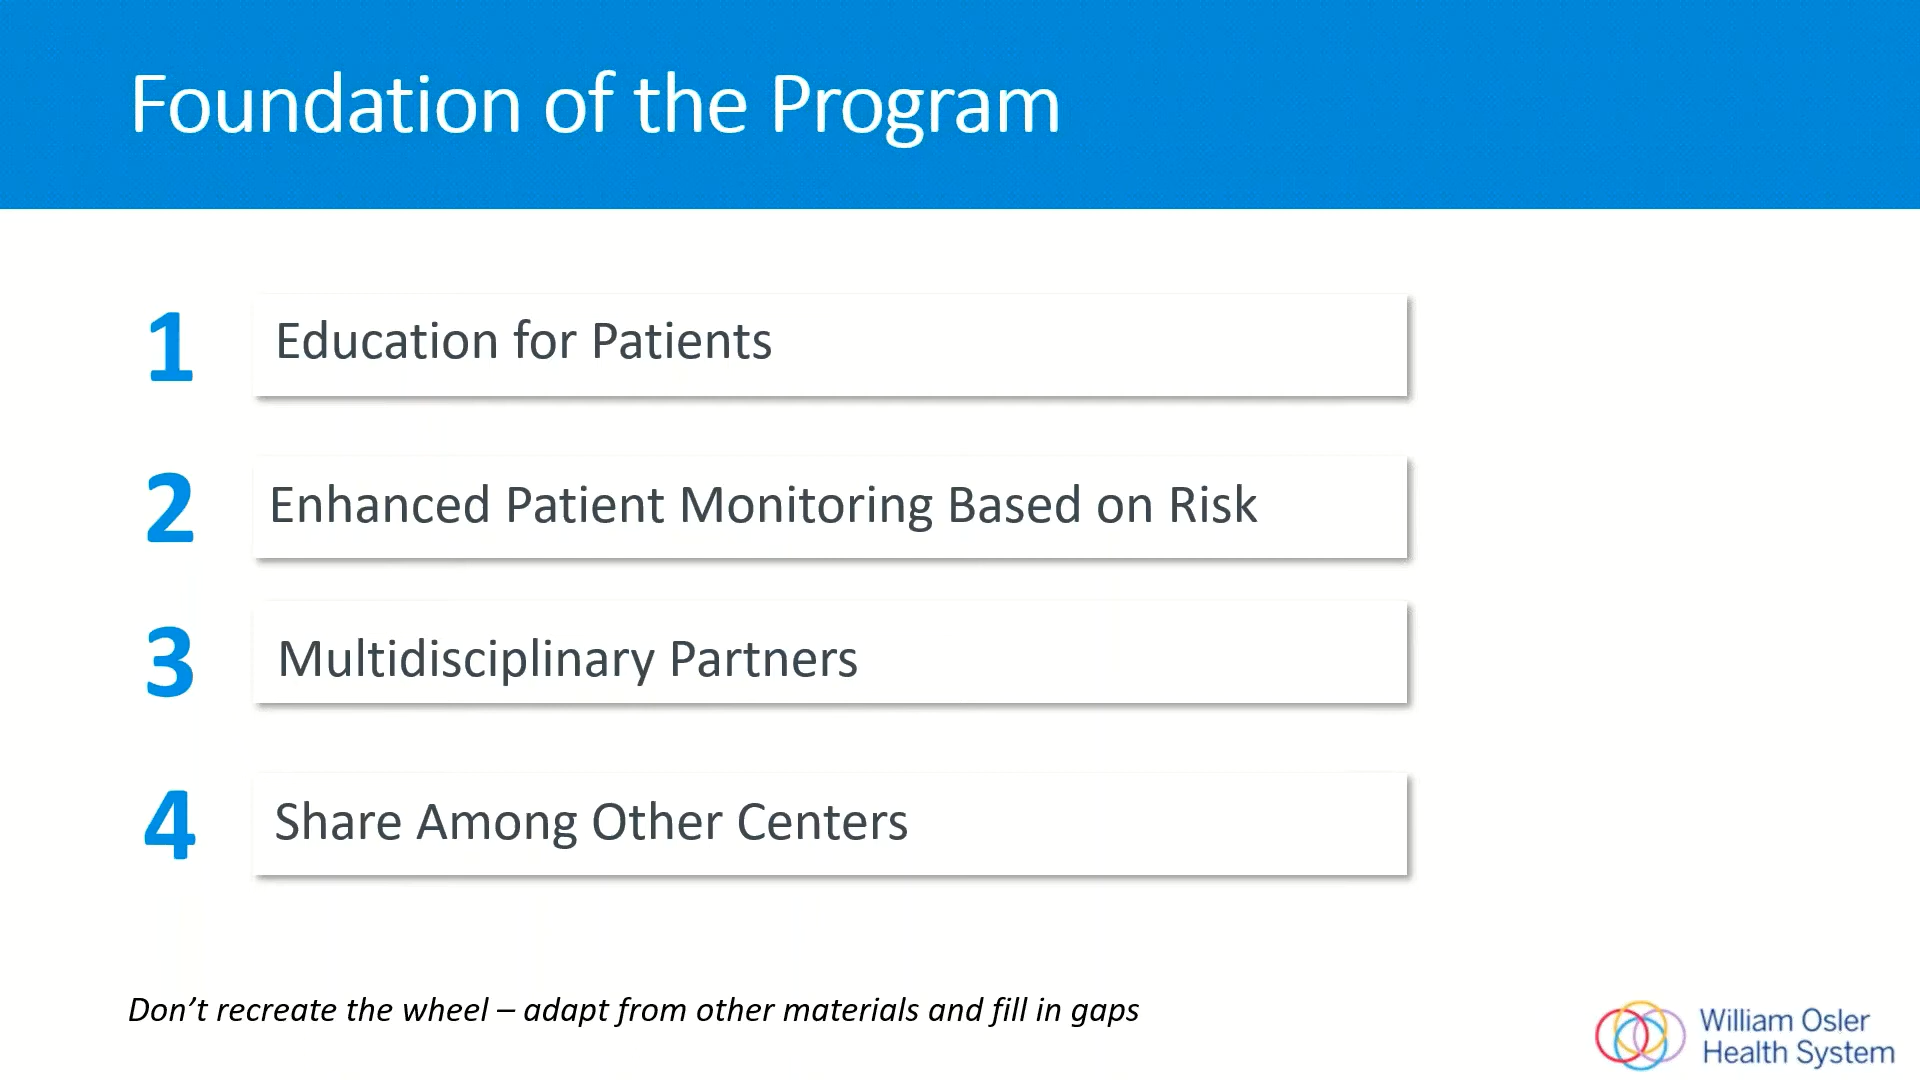 Foundation of the Program
1
Education for Patients
2
Enhanced Patient Monitoring Based on Risk
3
Multidisciplinary Partners
4
Share Among Other Centers
Don’t recreate the wheel – adapt from other materials and fill in gaps
William Osler
Health System